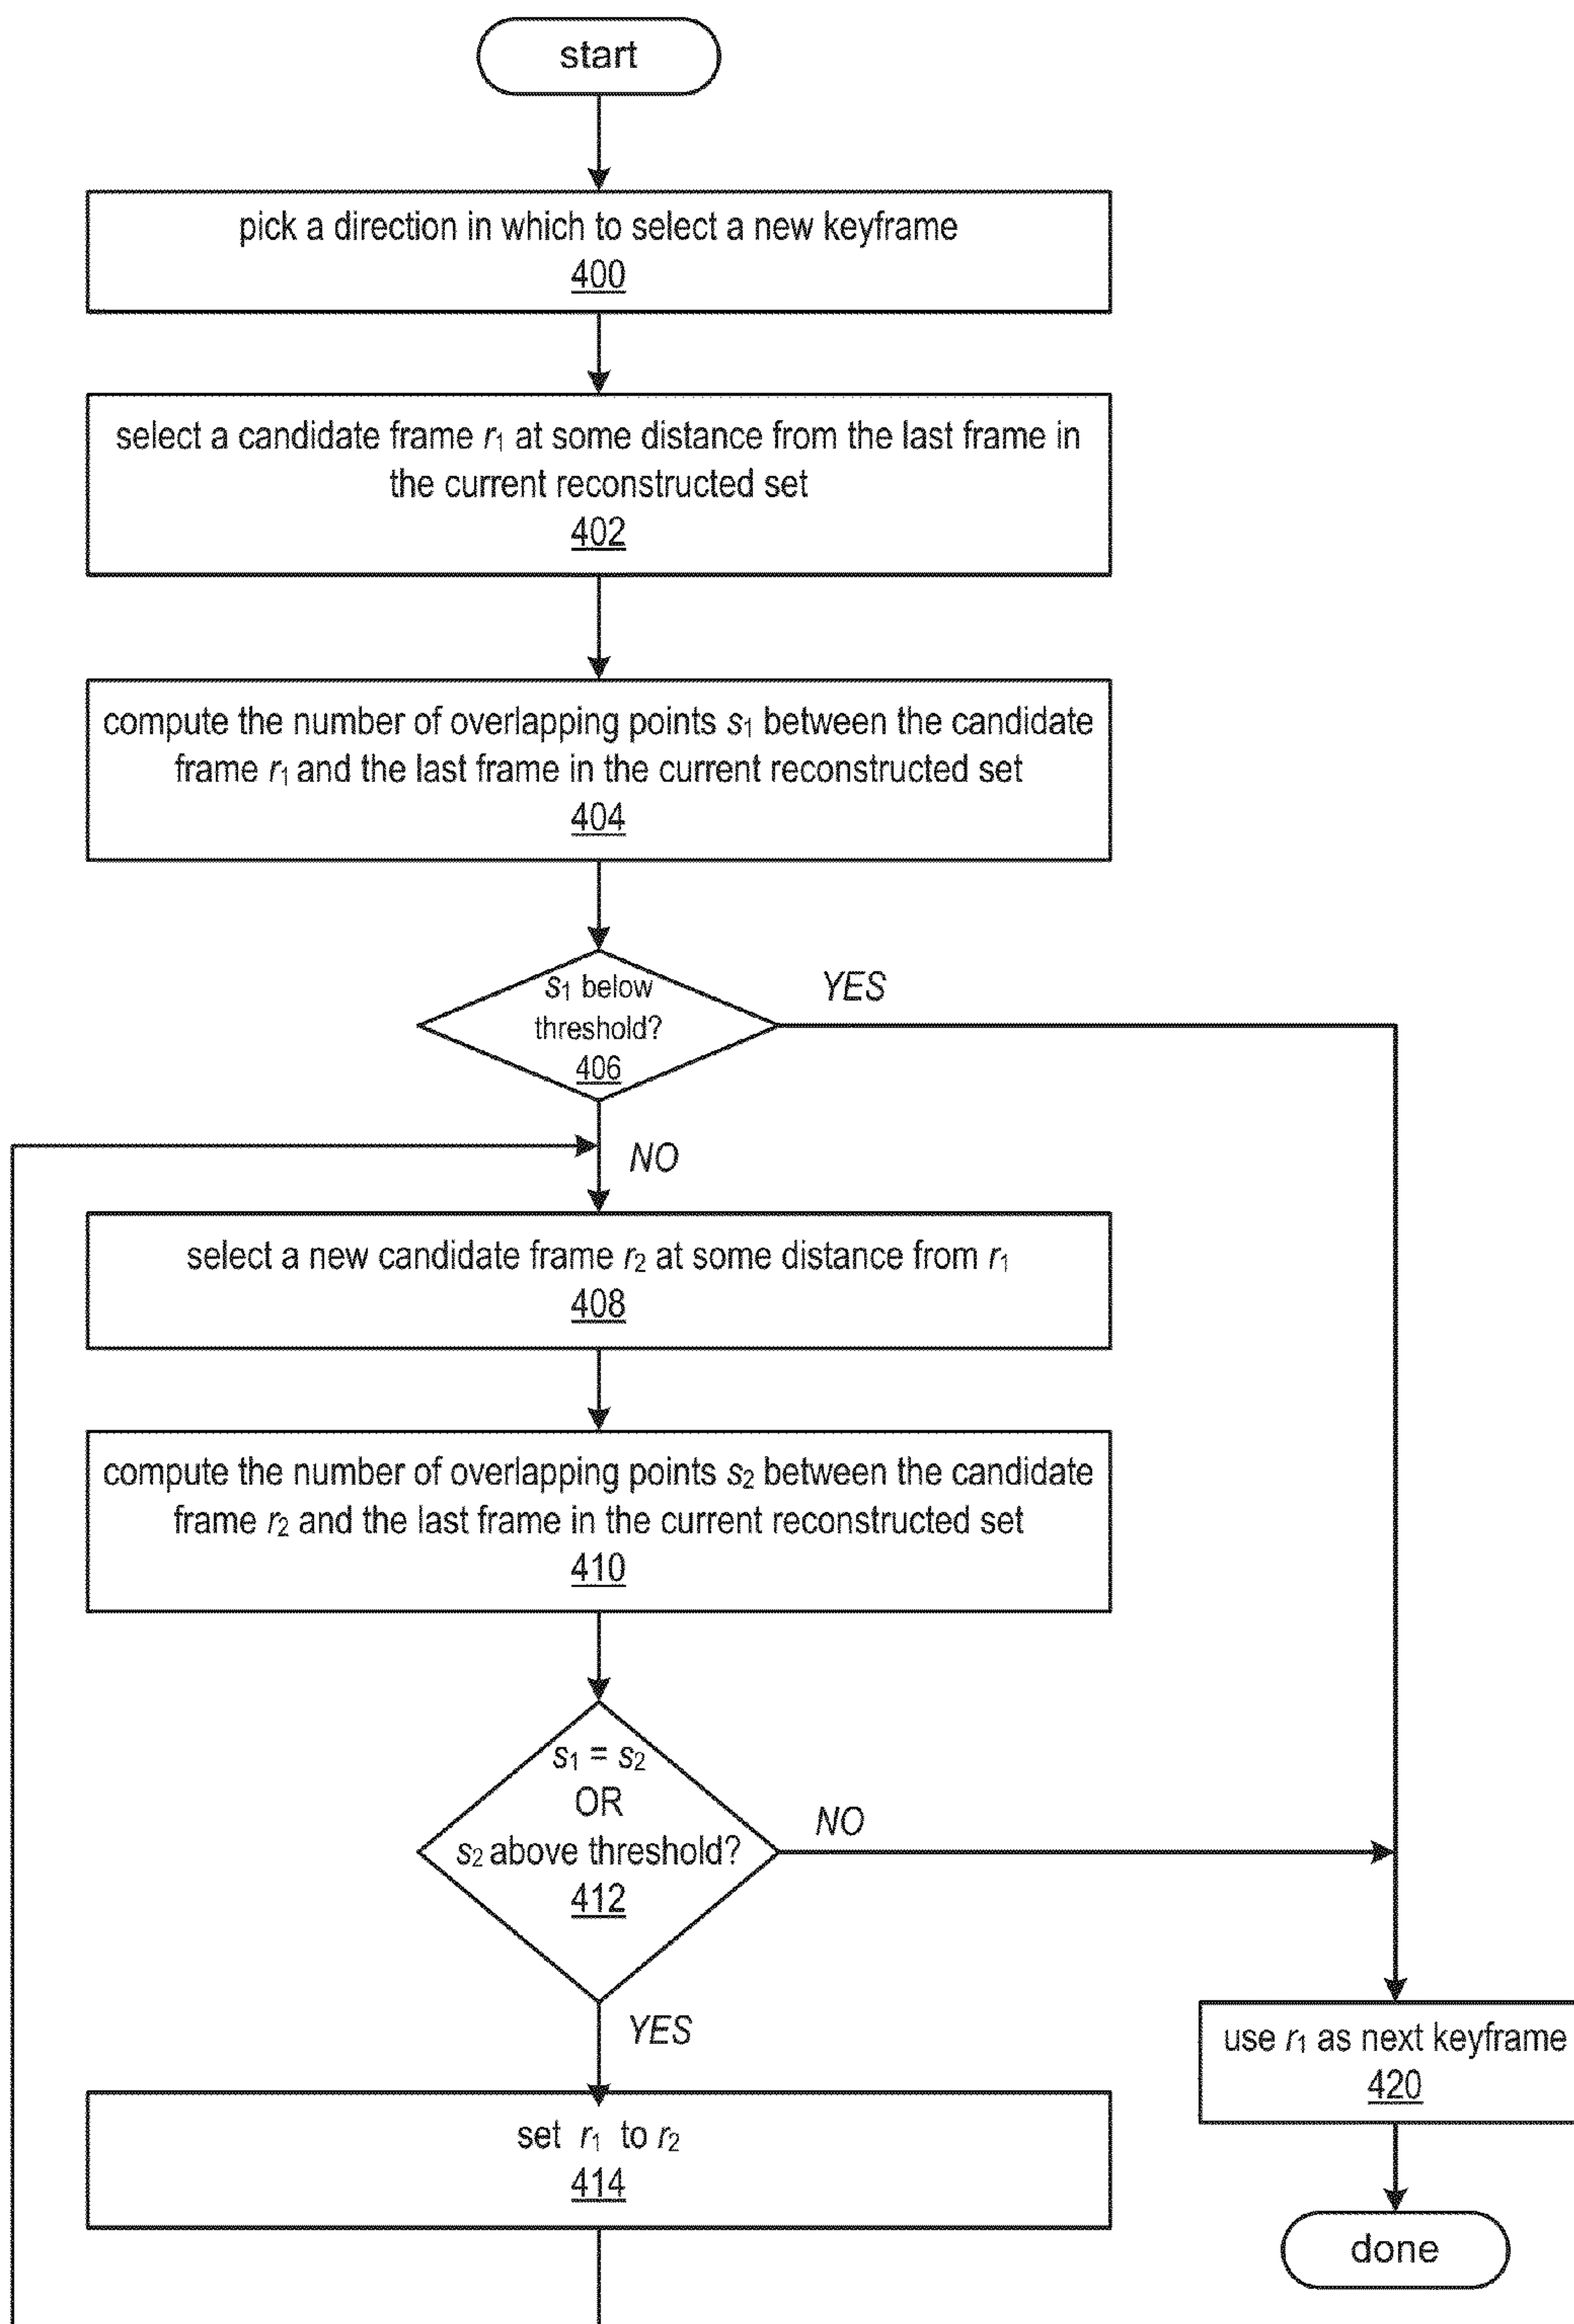 start
pick a direction in which to select a new keyframe
400
select a candidate frame r₁ at some distance from the last frame in
the current reconstructed set
402
compute the number of overlapping points s₁ between the candidate
frame r₁ and the last frame in the current reconstructed set
404
s₁ below
threshold?
406
YES
NO
select a new candidate frame r₂ at some distance from r₁
408
compute the number of overlapping points s₂ between the candidate
frame r₂ and the last frame in the current reconstructed set
410
s₁ = s₂
OR
s₂ above threshold?
412
NO
YES
set r₁ to r₂
414
use r₁ as next keyframe
420
done